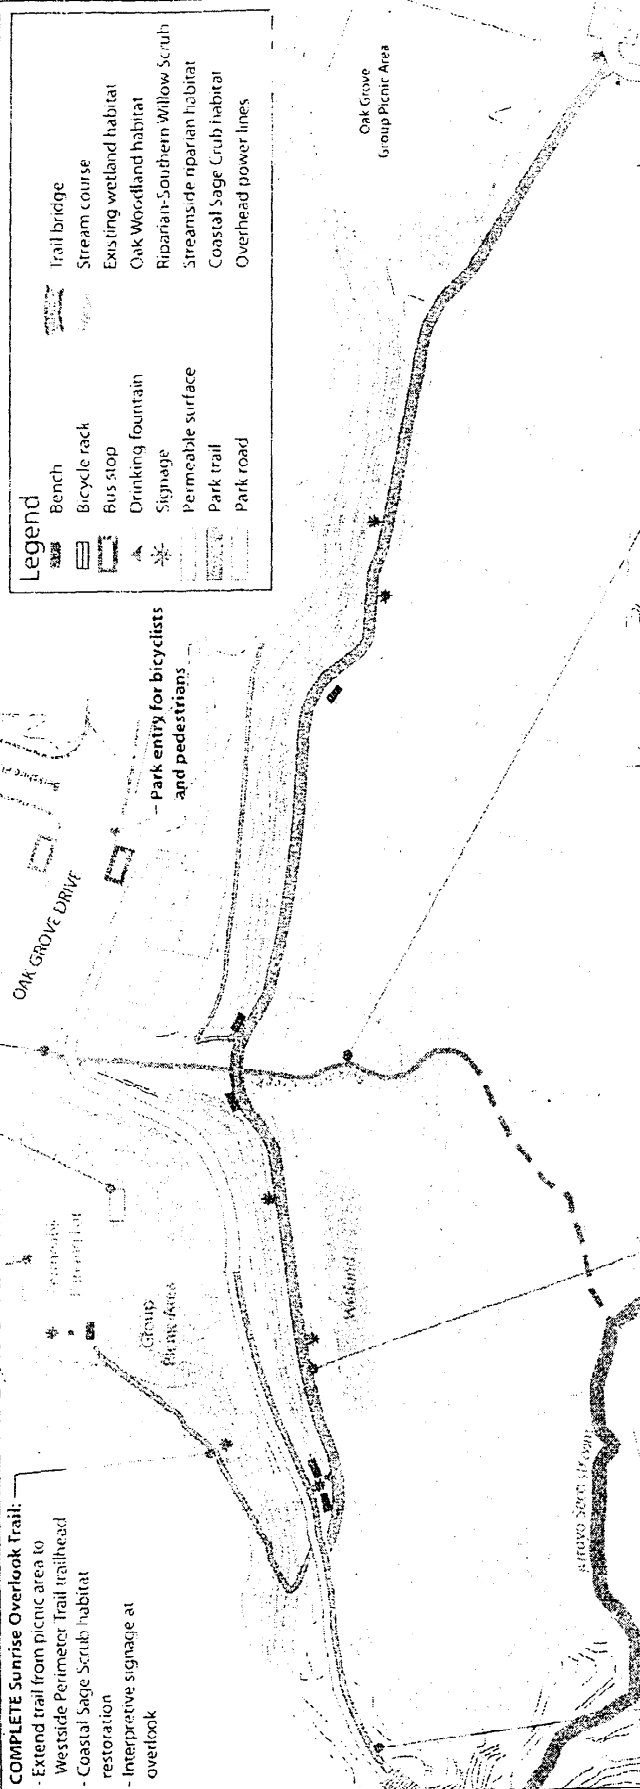 COMPLETE Sunrise Overlook Trail:
- Extend trail from picnic area to
Westside Perimeter Trail trailhead
- Coastal Sage Scrub habitat
restoration
- Interpretive signage at
overlook
Group
Picnic Area
Wetland
Arroyo Seco stream
OAK GROVE DRIVE
- Park entry for bicyclists
and pedestrians
Legend
Bench
Bicycle rack
Bus stop
Drinking fountain
Signage
Permeable surface
Park trail
Park road
Trail bridge
Stream course
Existing wetland habitat
Oak Woodland habitat
Riparian-Southern Willow Scrub
Streamside riparian habitat
Coastal Sage Crub habitat
Overhead power lines
Oak Grove
Group Picnic Area